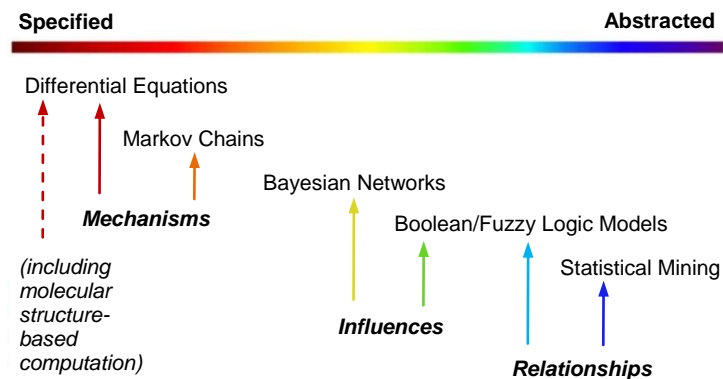 Specified
Abstracted
Differential Equations
Markov Chains
Bayesian Networks
Mechanisms
Boolean/Fuzzy Logic Models
(including
molecular
structure-
based
computation)
Statistical Mining
Influences
Relationships